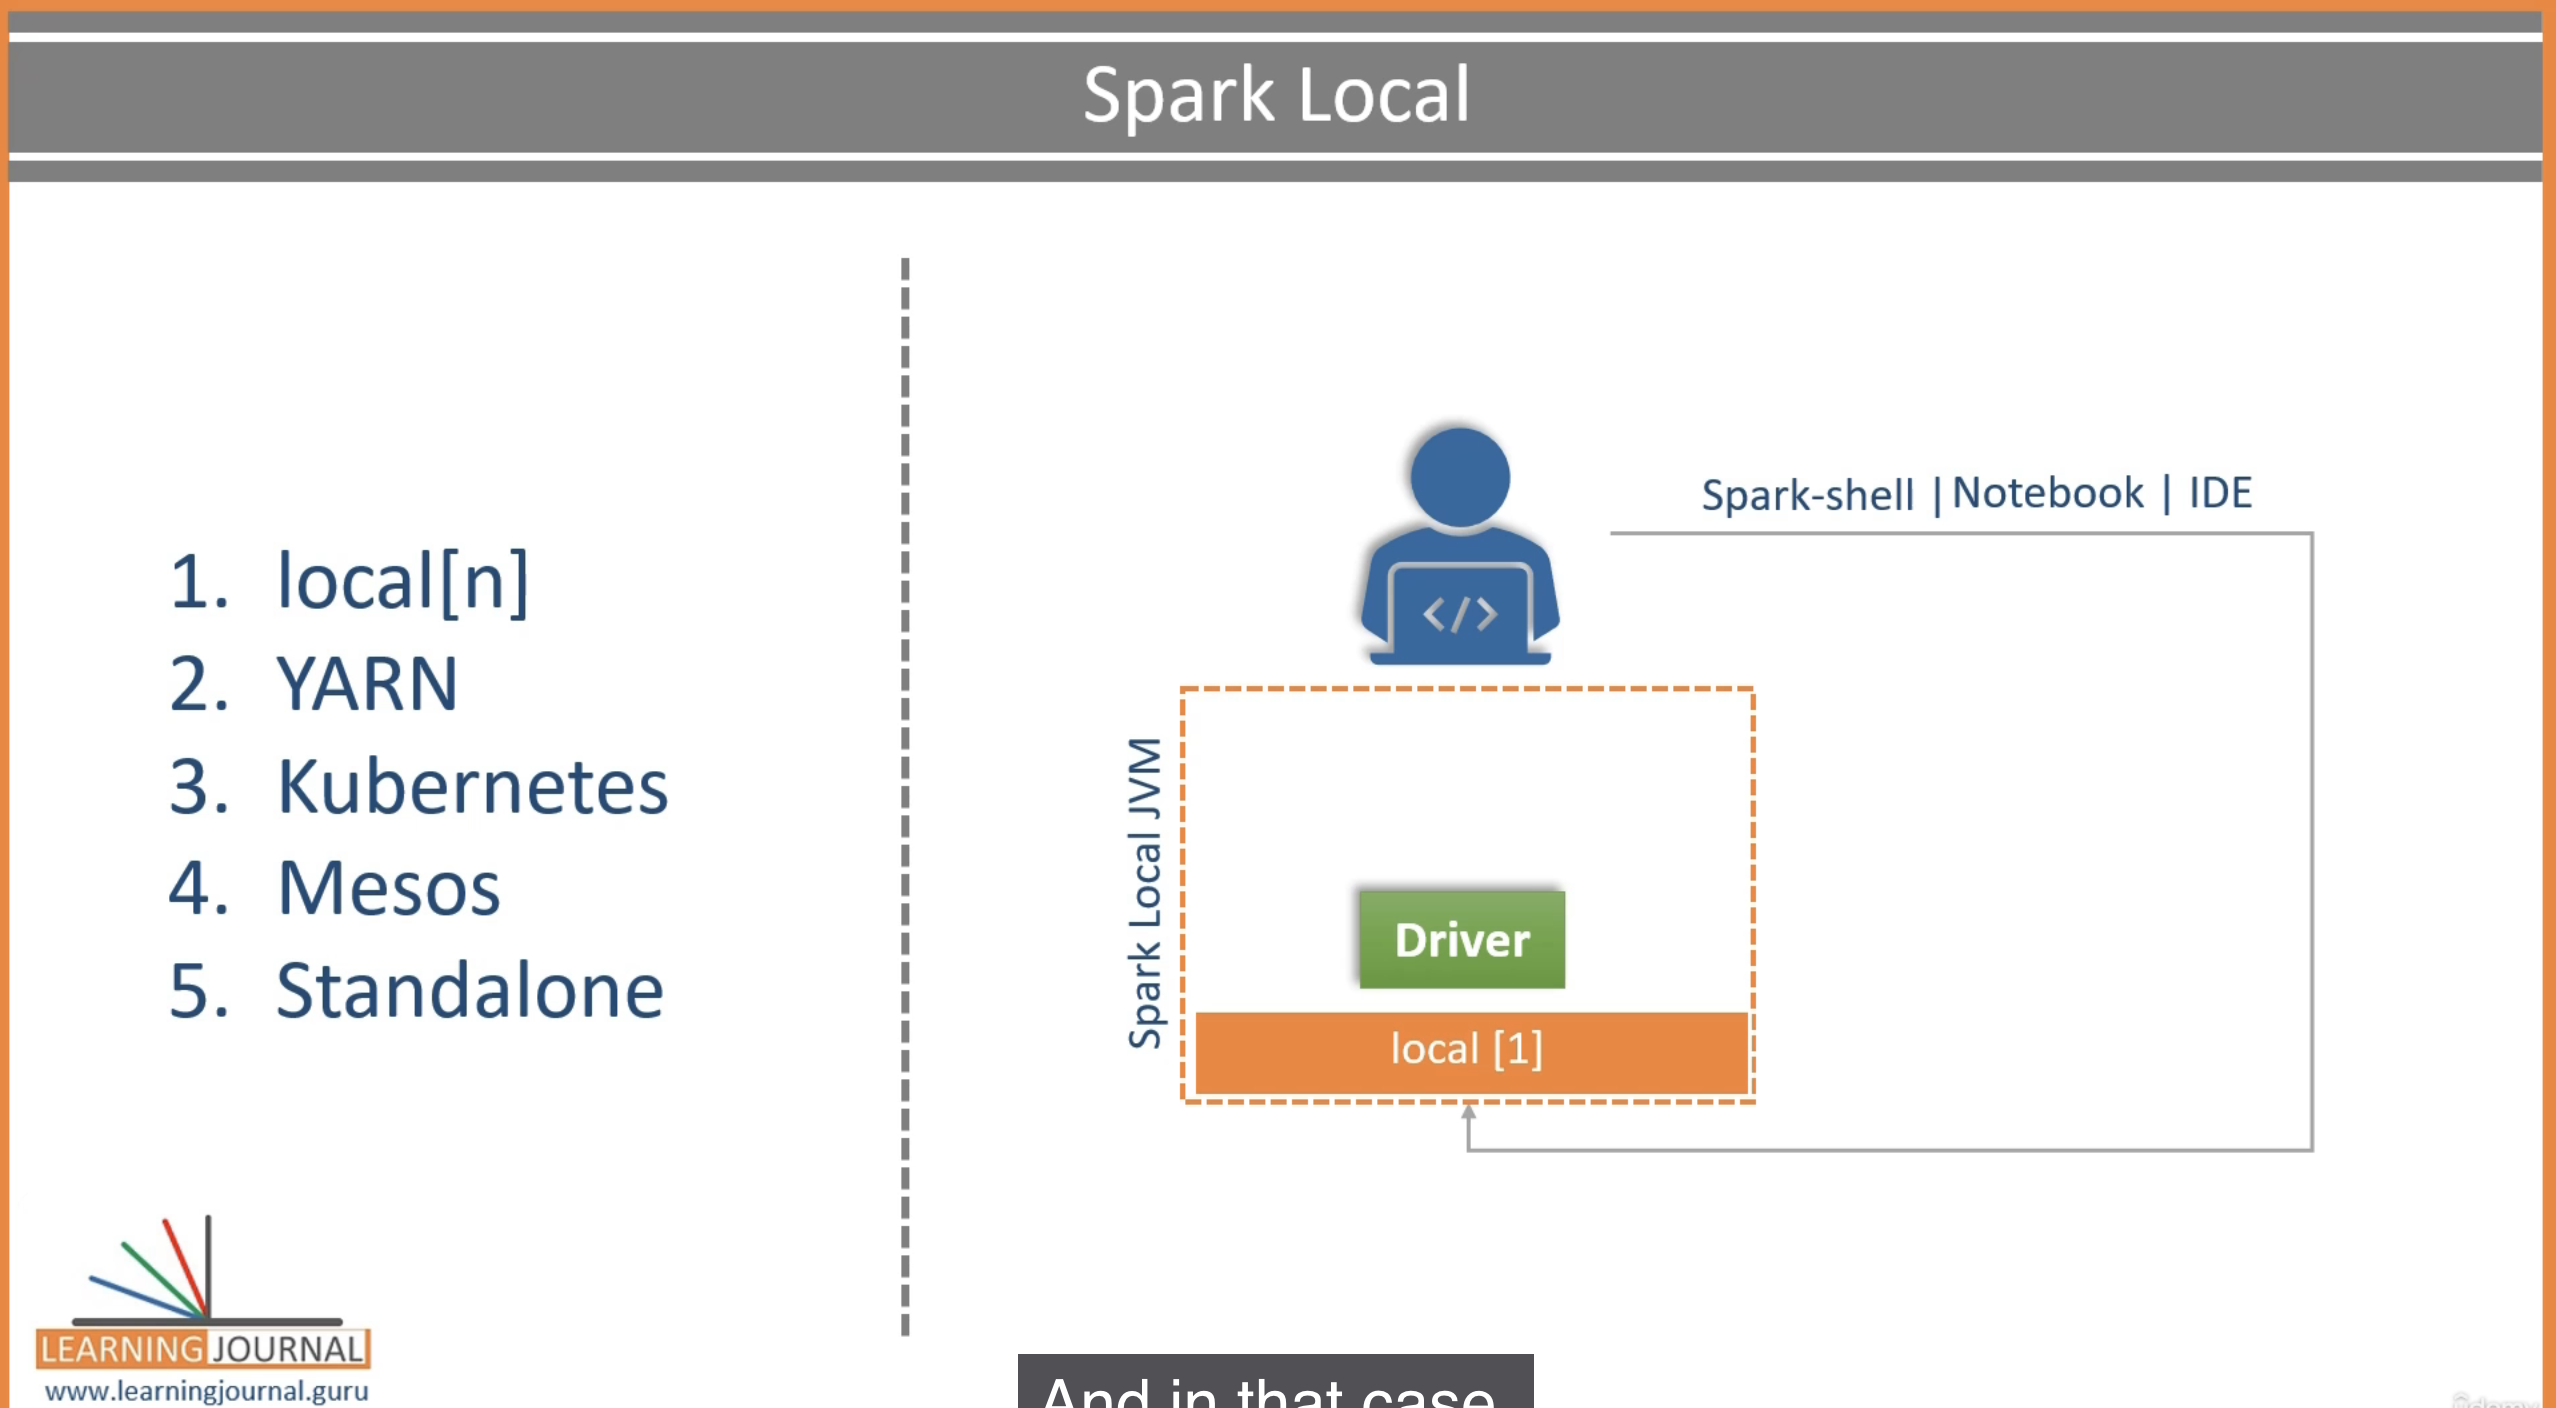 Spark Local
1. local[n]
2. YARN
3. Kubernetes
4. Mesos
5. Standalone
Spark-shell | Notebook | IDE
</>
Spark Local JVM
Driver
local [1]
LEARNING JOURNAL
www.learningjournal.guru
And in that case